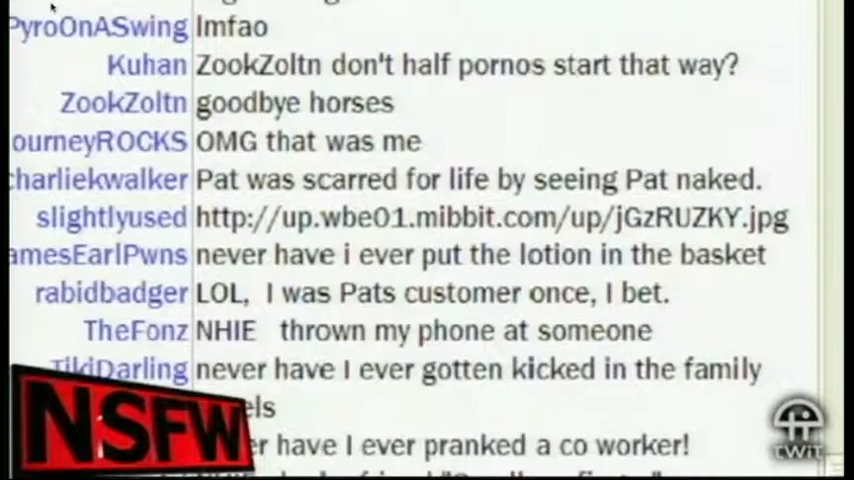 PyroOnASwing lmfao
Kuhan ZookZoltn don't half pornos start that way?
ZookZoltn goodbye horses
ourneyROCKS OMG that was me
charliekwalker Pat was scarred for life by seeing Pat naked.
slightlyused http://up.wbe01.mibbit.com/up/jGzRUZKY.jpg
amesEarlPwns never have i ever put the lotion in the basket
rabidbadger LOL, I was Pats customer once, I bet.
TheFonz NHIE thrown my phone at someone
TikiDarling never have I ever gotten kicked in the family
els
er have I ever pranked a co worker!
NSFW
TWiT